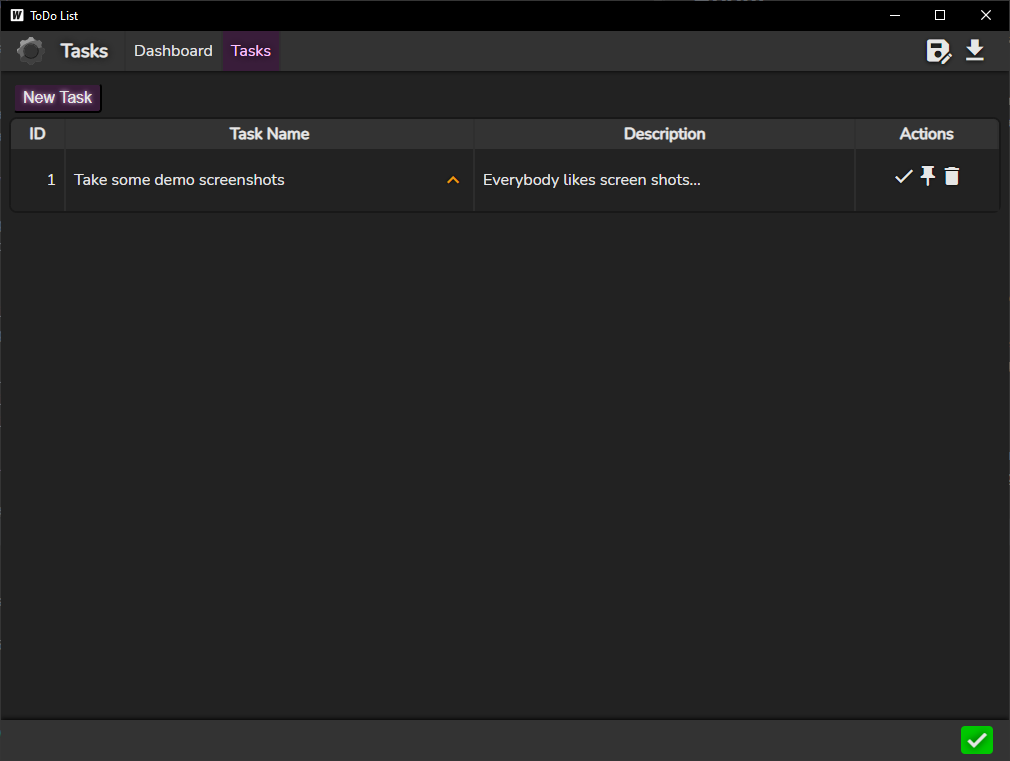 W ToDo List
Tasks Dashboard Tasks
New Task
ID Task Name Description Actions
1 Take some demo screenshots Everybody likes screen shots...